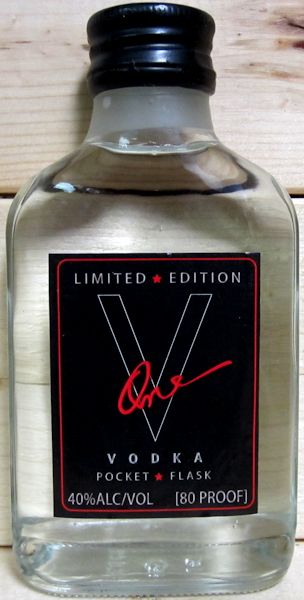 LIMITED ★ EDITION
V
One
VODKA
POCKET ★ FLASK
40%ALC/VOL [80 PROOF]